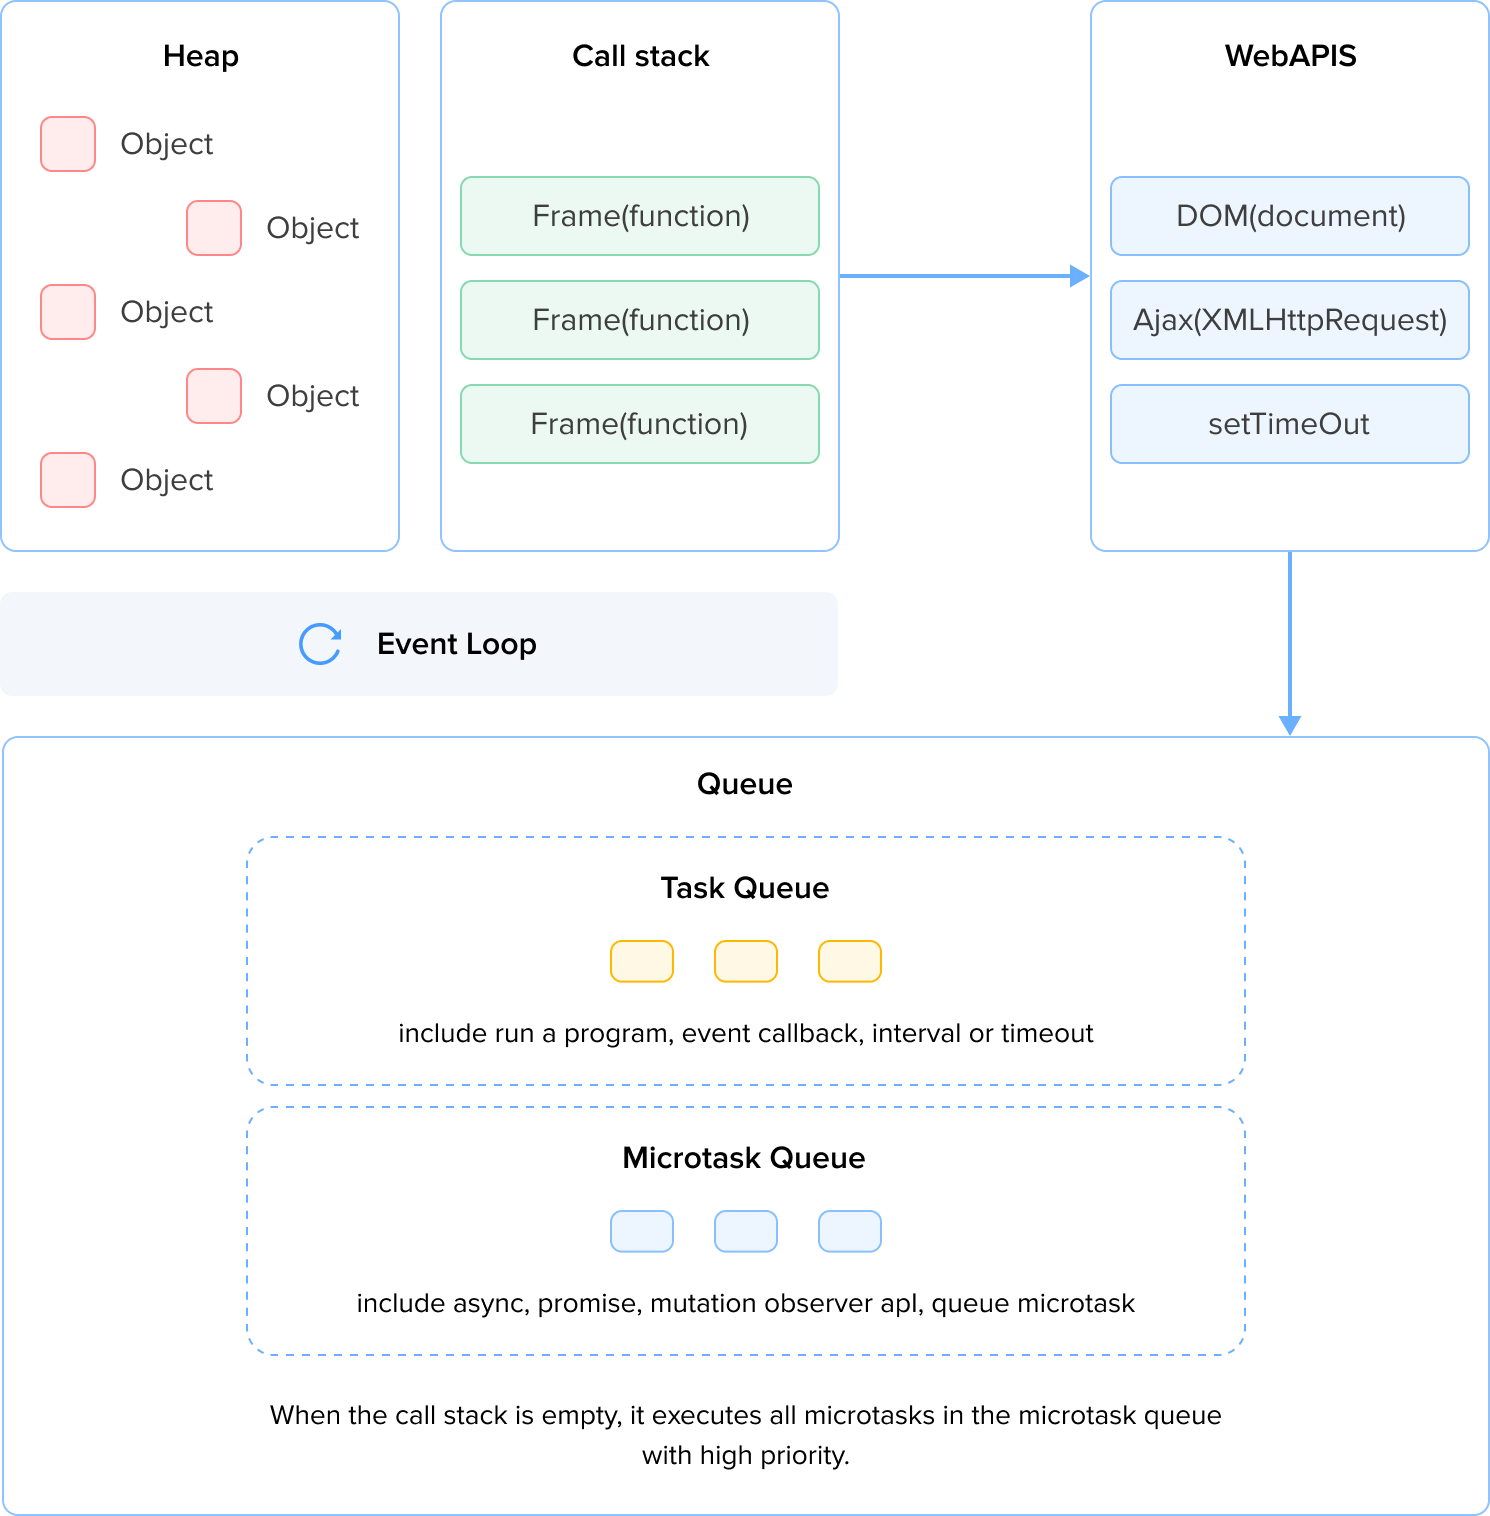 Heap
Object
Object
Object
Object
Object
Call stack
Frame(function)
Frame(function)
Frame(function)
WebAPIS
DOM(document)
Ajax(XMLHttpRequest)
setTimeOut
Event Loop
Queue
Task Queue
include run a program, event callback, interval or timeout
Microtask Queue
include async, promise, mutation observer apI, queue microtask
When the call stack is empty, it executes all microtasks in the microtask queue
with high priority.